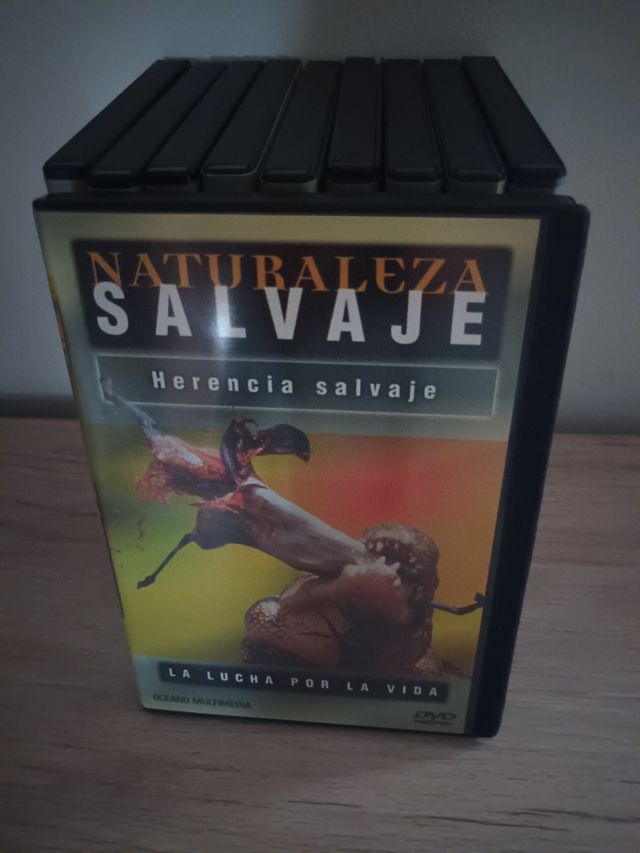 NATURALEZA
SALVAJE
Herencia salvaje
LA LUCHA POR LA VIDA
OCEANO MULTIMEDIA
DVD